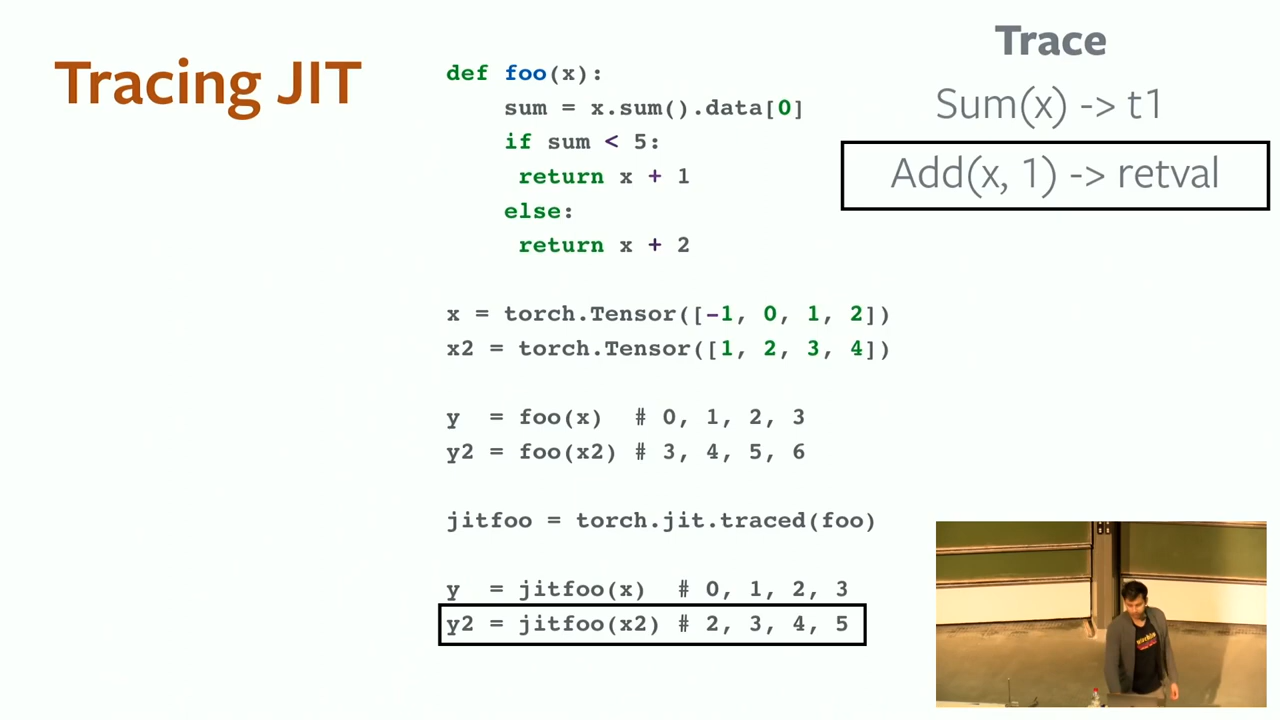 Tracing JIT
def foo(x):
sum = x.sum().data[0]
if sum < 5:
return x + 1
else:
return x + 2
x = torch.Tensor([-1, 0, 1, 2])
x2 = torch.Tensor([1, 2, 3, 4])
y = foo(x) # 0, 1, 2, 3
y2 = foo(x2) # 3, 4, 5, 6
jitfoo = torch.jit.traced(foo)
y = jitfoo(x) # 0, 1, 2, 3
y2 = jitfoo(x2) # 2, 3, 4, 5
Trace
Sum(x) -> t1
Add(x, 1) -> retval